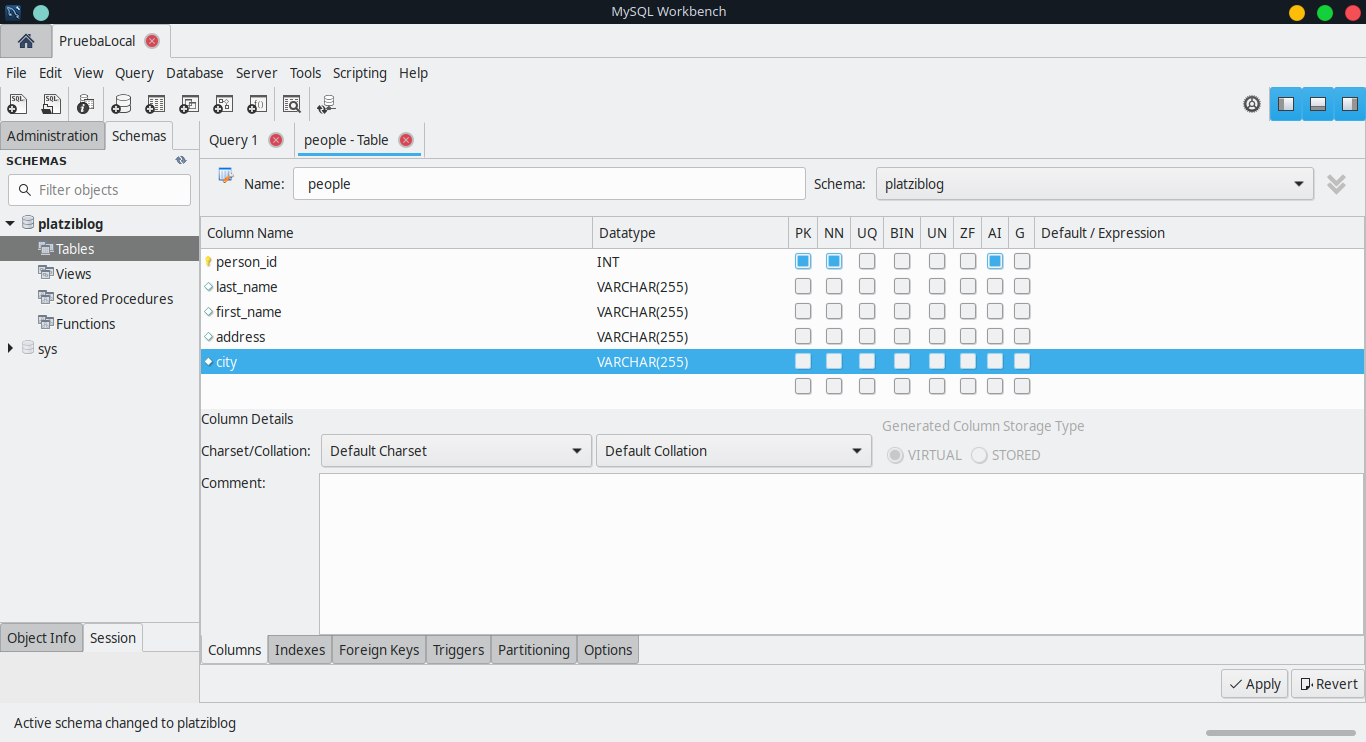 MySQL Workbench
PruebaLocal
File Edit View Query Database Server Tools Scripting Help
Administration Schemas
SCHEMAS
Filter objects
platziblog
Tables
Views
Stored Procedures
Functions
sys
Object Info Session
Query 1 people - Table
Name: people Schema: platziblog
Column Name Datatype PK NN UQ BIN UN ZF AI G Default / Expression
person_id INT
last_name VARCHAR(255)
first_name VARCHAR(255)
address VARCHAR(255)
city VARCHAR(255)
Column Details
Generated Column Storage Type
Charset/Collation: Default Charset Default Collation VIRTUAL STORED
Comment:
Columns Indexes Foreign Keys Triggers Partitioning Options
Apply Revert
Active schema changed to platziblog